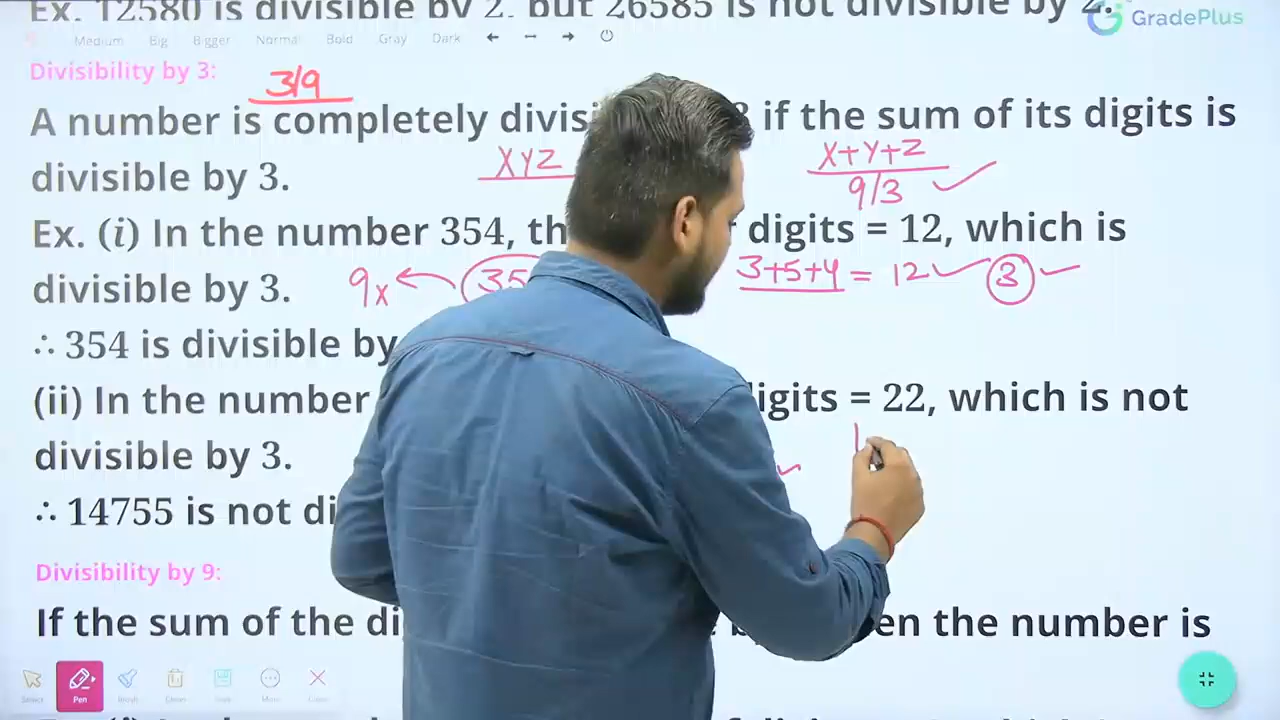 Ex. 12580 is divisible by 2, but 26585 is not divisible by 2.
GradePlus
Medium Big Bigger Normal Bold Gray Dark
Divisibility by 3:
3/9
A number is completely divisi 3 if the sum of its digits is
XYZ X+Y+Z
divisible by 3.
9/3
Ex. (i) In the number 354, th digits = 12, which is
9x 35 3+5+4 = 12 3
divisible by 3.
∴ 354 is divisible by
(ii) In the number igits = 22, which is not
divisible by 3.
∴ 14755 is not di
Divisibility by 9:
If the sum of the di en the number is
Select Pen More